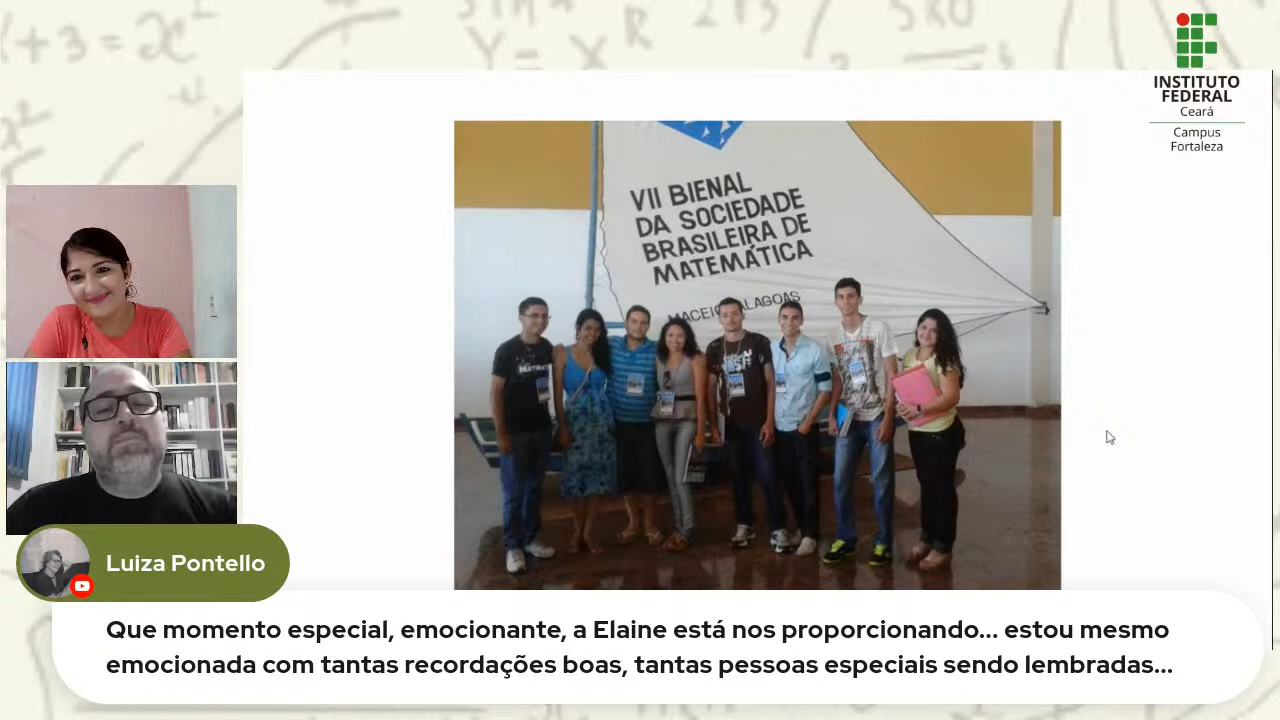 INSTITUTO
FEDERAL
Ceará
Campus
Fortaleza
VII BIENAL
DA SOCIEDADE
BRASILEIRA DE
MATEMÁTICA
ALAGOAS
Luiza Pontello
Que momento especial, emocionante, a Elaine está nos proporcionando... estou mesmo
emocionada com tantas recordações boas, tantas pessoas especiais sendo lembradas...